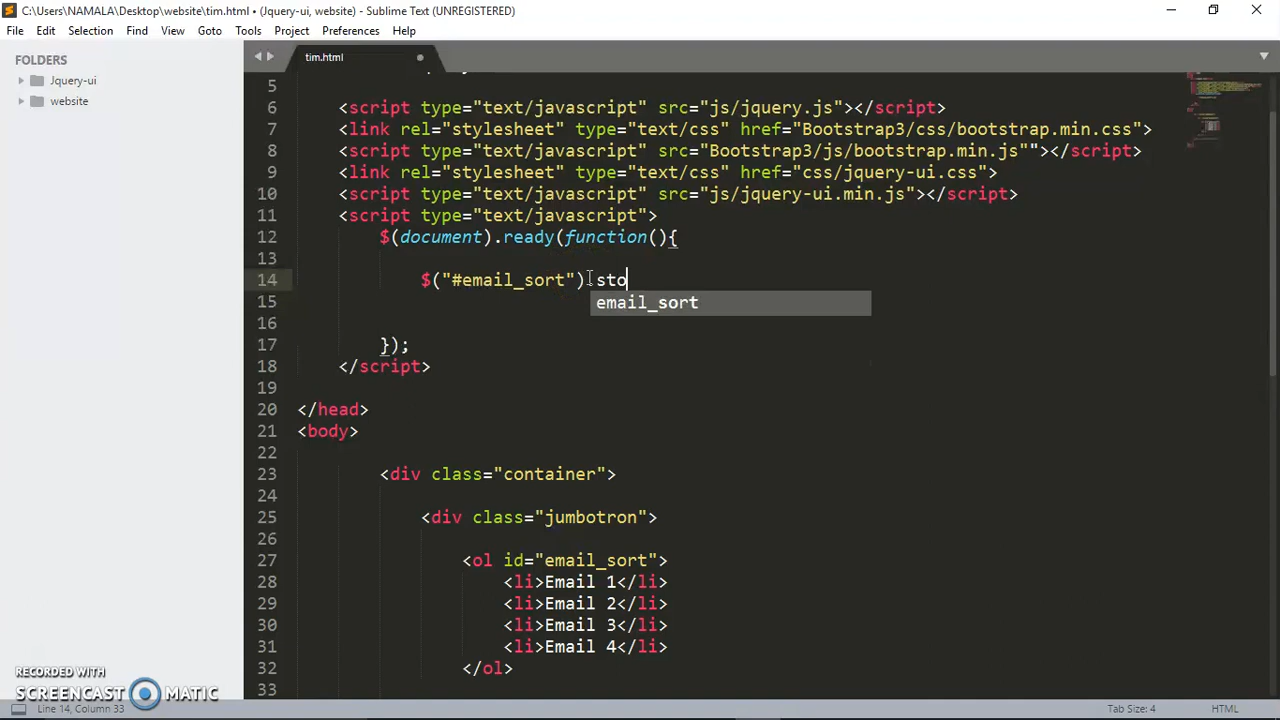 C:\Users\NAMALA\Desktop\website\tim.html • (Jquery-ui, website) - Sublime Text (UNREGISTERED)
File Edit Selection Find View Goto Tools Project Preferences Help
FOLDERS
Jquery-ui
website
tim.html
5
6 <script type="text/javascript" src="js/jquery.js"></script>
7 <link rel="stylesheet" type="text/css" href="Bootstrap3/css/bootstrap.min.css">
8 <script type="text/javascript" src="Bootstrap3/js/bootstrap.min.js""></script>
9 <link rel="stylesheet" type="text/css" href="css/jquery-ui.css">
10 <script type="text/javascript" src="js/jquery-ui.min.js"></script>
11 <script type="text/javascript">
12 $(document).ready(function(){
13
14 $("#email_sort").sto
email_sort
15
16
17 });
18 </script>
19
20 </head>
21 <body>
22
23 <div class="container">
24
25 <div class="jumbotron">
26
27 <ol id="email_sort">
28 <li>Email 1</li>
29 <li>Email 2</li>
30 <li>Email 3</li>
31 <li>Email 4</li>
32 </ol>
33
RECORDED WITH
SCREENCAST MATIC
Line 14, Column 33 Tab Size: 4 HTML